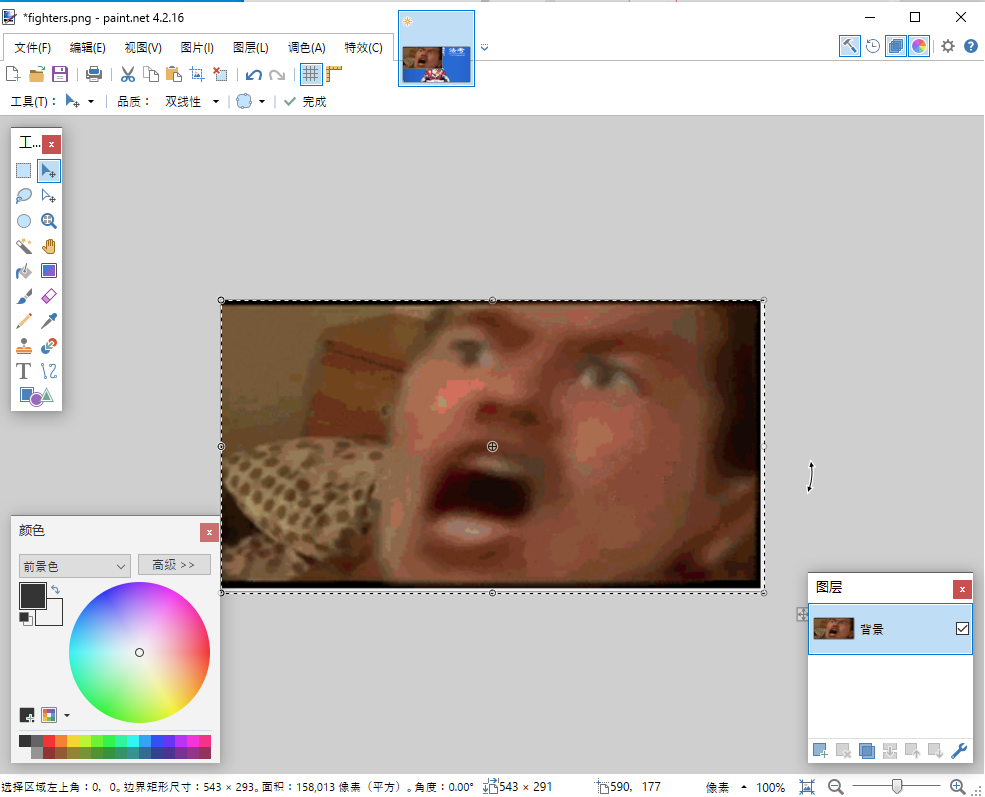 *fighters.png - paint.net 4.2.16
文件(F) 编辑(E) 视图(V) 图片(I) 图层(L) 调色(A) 特效(C)
工具(T)： 品质： 双线性 完成
工...
颜色
前景色 高级 >>
图层
背景
选择区域左上角：0, 0。边界矩形尺寸：543 × 293。面积：158,013 像素（平方）。角度：0.00° 543 × 291 590, 177 像素 100%